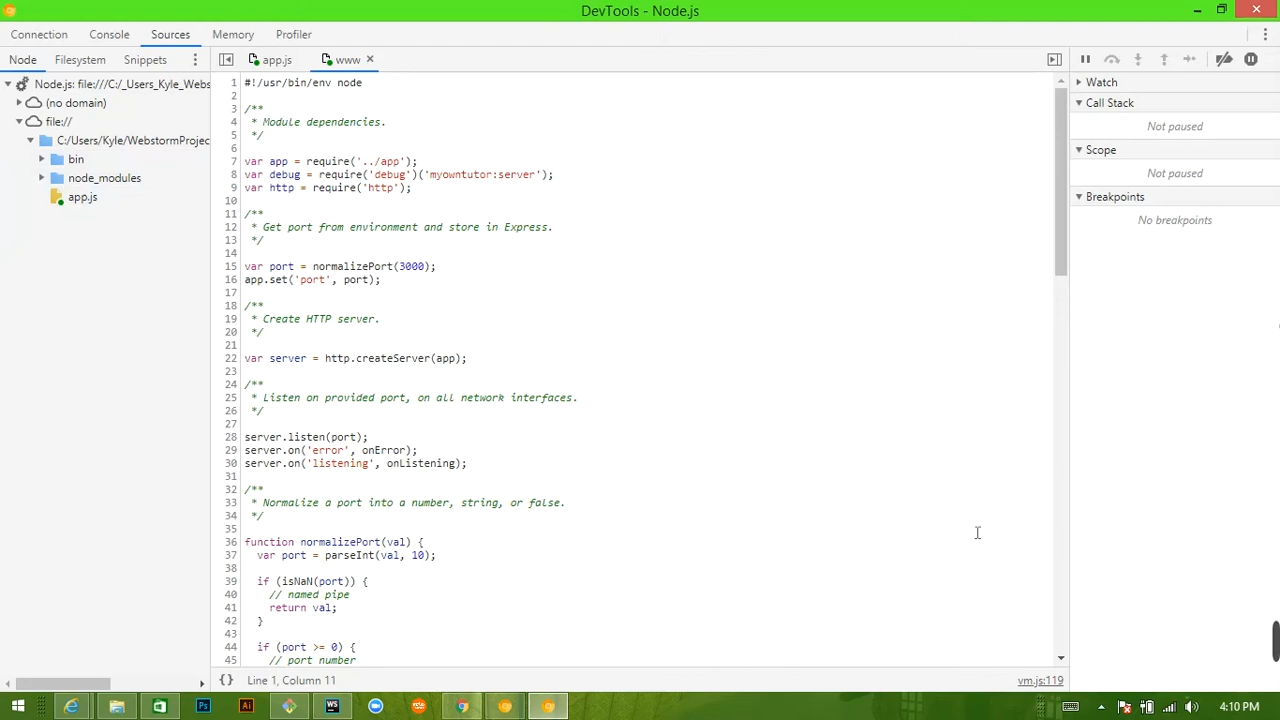 DevTools - Node.js
Connection Console Sources Memory Profiler
Node Filesystem Snippets
app.js www
Node.js: file:///C:/_Users_Kyle_Webs
(no domain)
file://
C:/Users/Kyle/WebstormProjec
bin
node_modules
app.js
1 #!/usr/bin/env node
2
3 /**
4 * Module dependencies.
5 */
6
7 var app = require('../app');
8 var debug = require('debug')('myowntutor:server');
9 var http = require('http');
10
11 /**
12 * Get port from environment and store in Express.
13 */
14
15 var port = normalizePort(3000);
16 app.set('port', port);
17
18 /**
19 * Create HTTP server.
20 */
21
22 var server = http.createServer(app);
23
24 /**
25 * Listen on provided port, on all network interfaces.
26 */
27
28 server.listen(port);
29 server.on('error', onError);
30 server.on('listening', onListening);
31
32 /**
33 * Normalize a port into a number, string, or false.
34 */
35
36 function normalizePort(val) {
37 var port = parseInt(val, 10);
38
39 if (isNaN(port)) {
40 // named pipe
41 return val;
42 }
43
44 if (port >= 0) {
45 // port number
{} Line 1, Column 11
vm.js:119
Watch
Call Stack
Not paused
Scope
Not paused
Breakpoints
No breakpoints
Ps Ai WS
4:10 PM